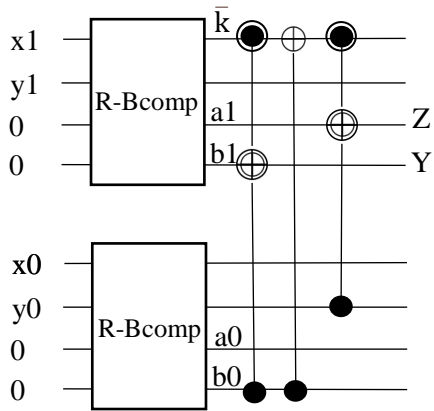 x1 k̄
y1
R-Bcomp
0 a1 Z
0 b1 Y
x0
y0
R-Bcomp
0 a0
0 b0